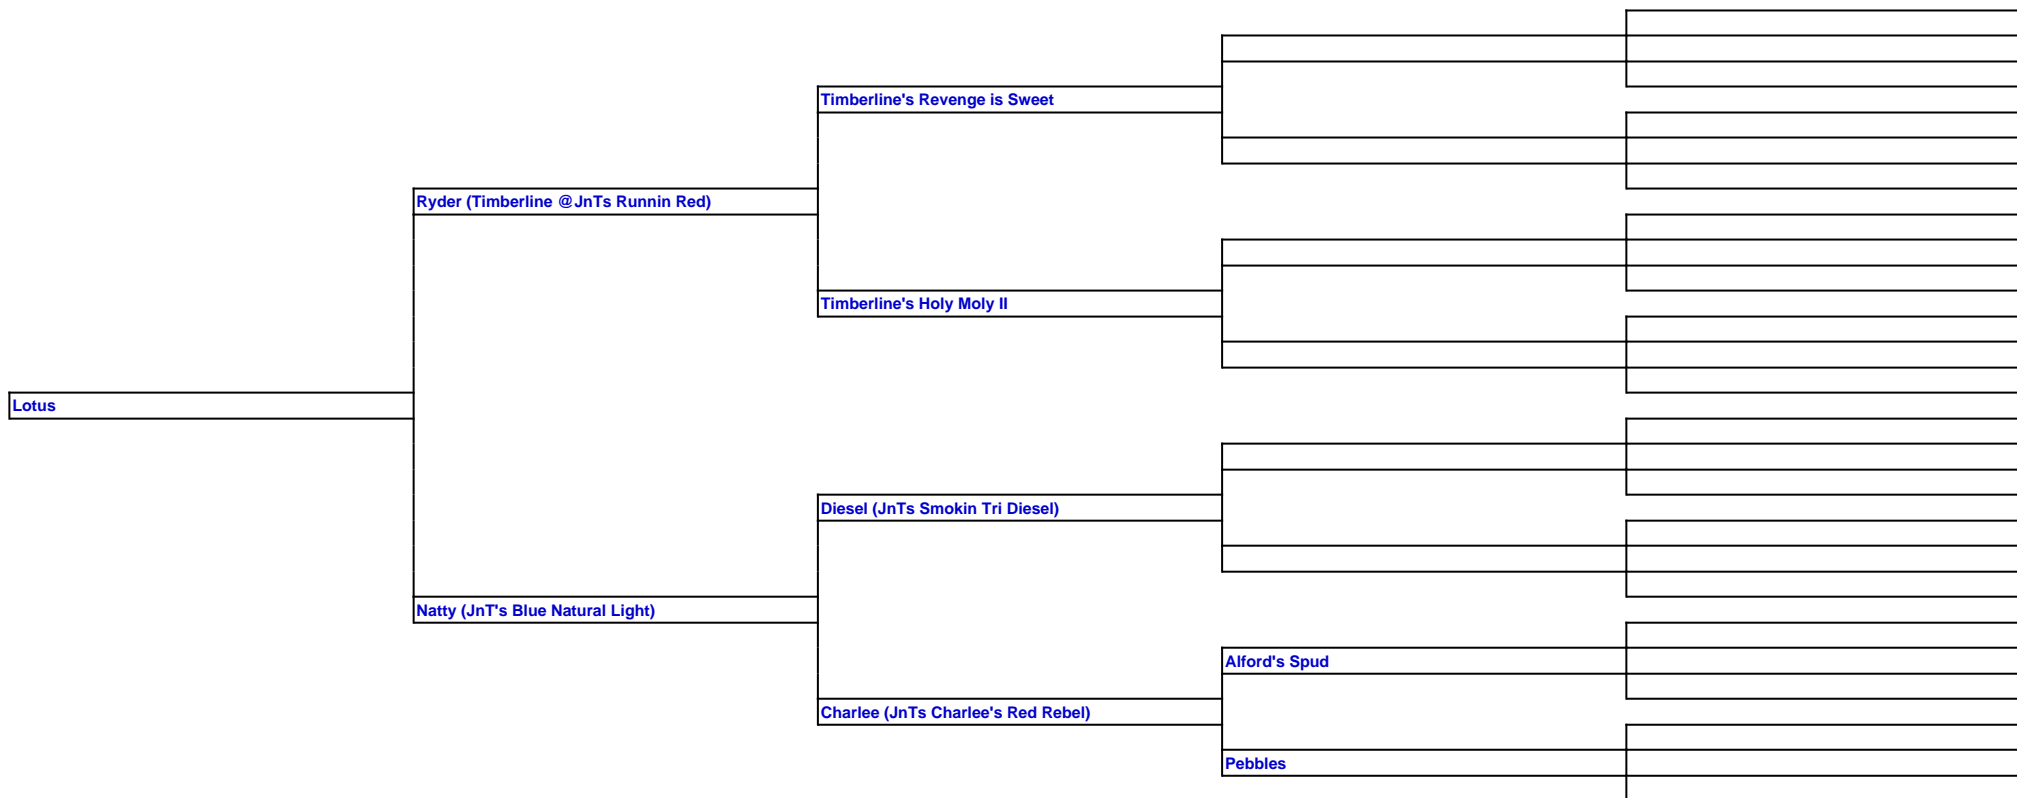 Timberline's Revenge is Sweet
Ryder (Timberline @JnTs Runnin Red)
Timberline's Holy Moly II
Lotus
Diesel (JnTs Smokin Tri Diesel)
Natty (JnT's Blue Natural Light)
Alford's Spud
Charlee (JnTs Charlee's Red Rebel)
Pebbles